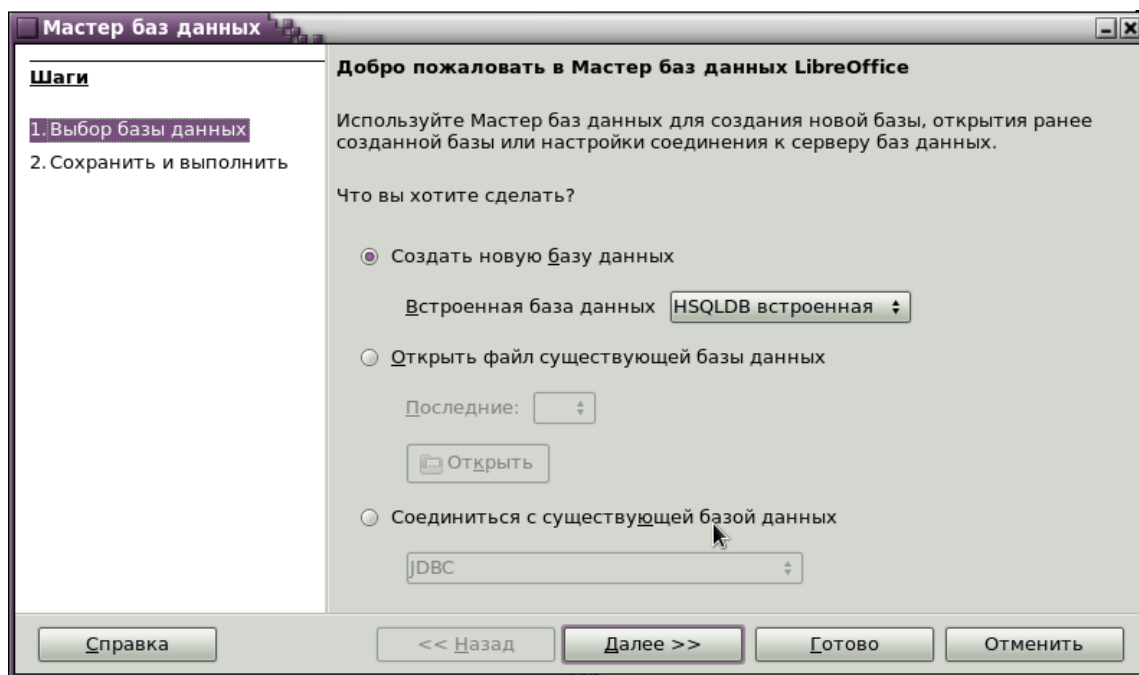 Мастер баз данных
Шаги
1. Выбор базы данных
2. Сохранить и выполнить
Добро пожаловать в Мастер баз данных LibreOffice
Используйте Мастер баз данных для создания новой базы, открытия ранее
созданной базы или настройки соединения к серверу баз данных.
Что вы хотите сделать?
Создать новую базу данных
Встроенная база данных HSQLDB встроенная
Открыть файл существующей базы данных
Последние:
Открыть
Соединиться с существующей базой данных
JDBC
Справка << Назад Далее >> Готово Отменить